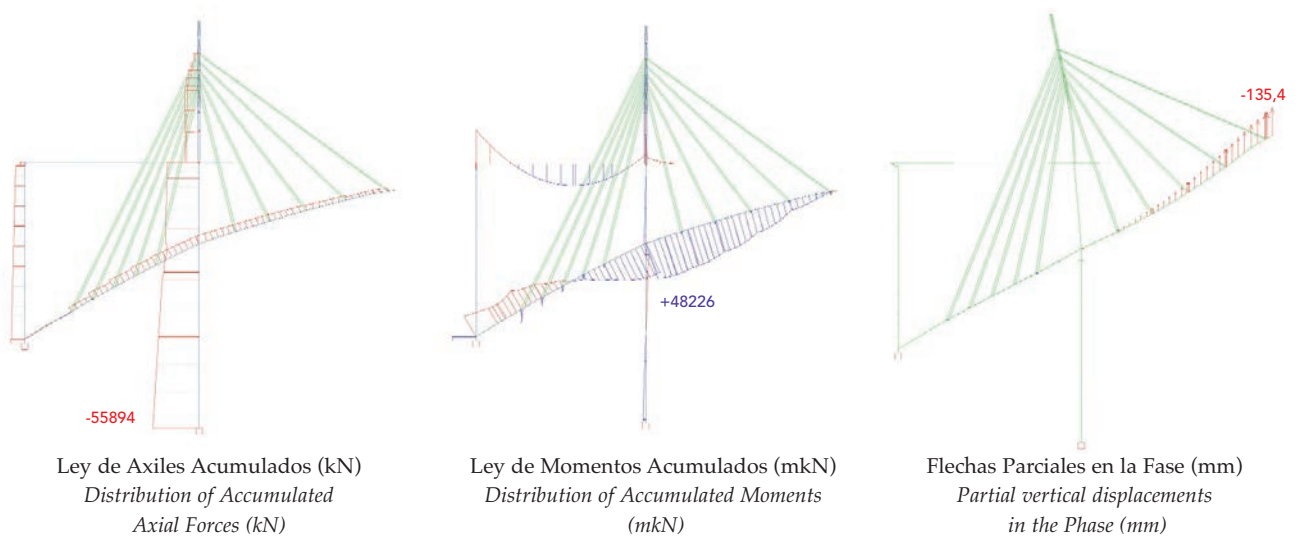 -135,4
+48226
-55894
Ley de Axiles Acumulados (kN)
Distribution of Accumulated
Axial Forces (kN)
Ley de Momentos Acumulados (mkN)
Distribution of Accumulated Moments
(mkN)
Flechas Parciales en la Fase (mm)
Partial vertical displacements
in the Phase (mm)